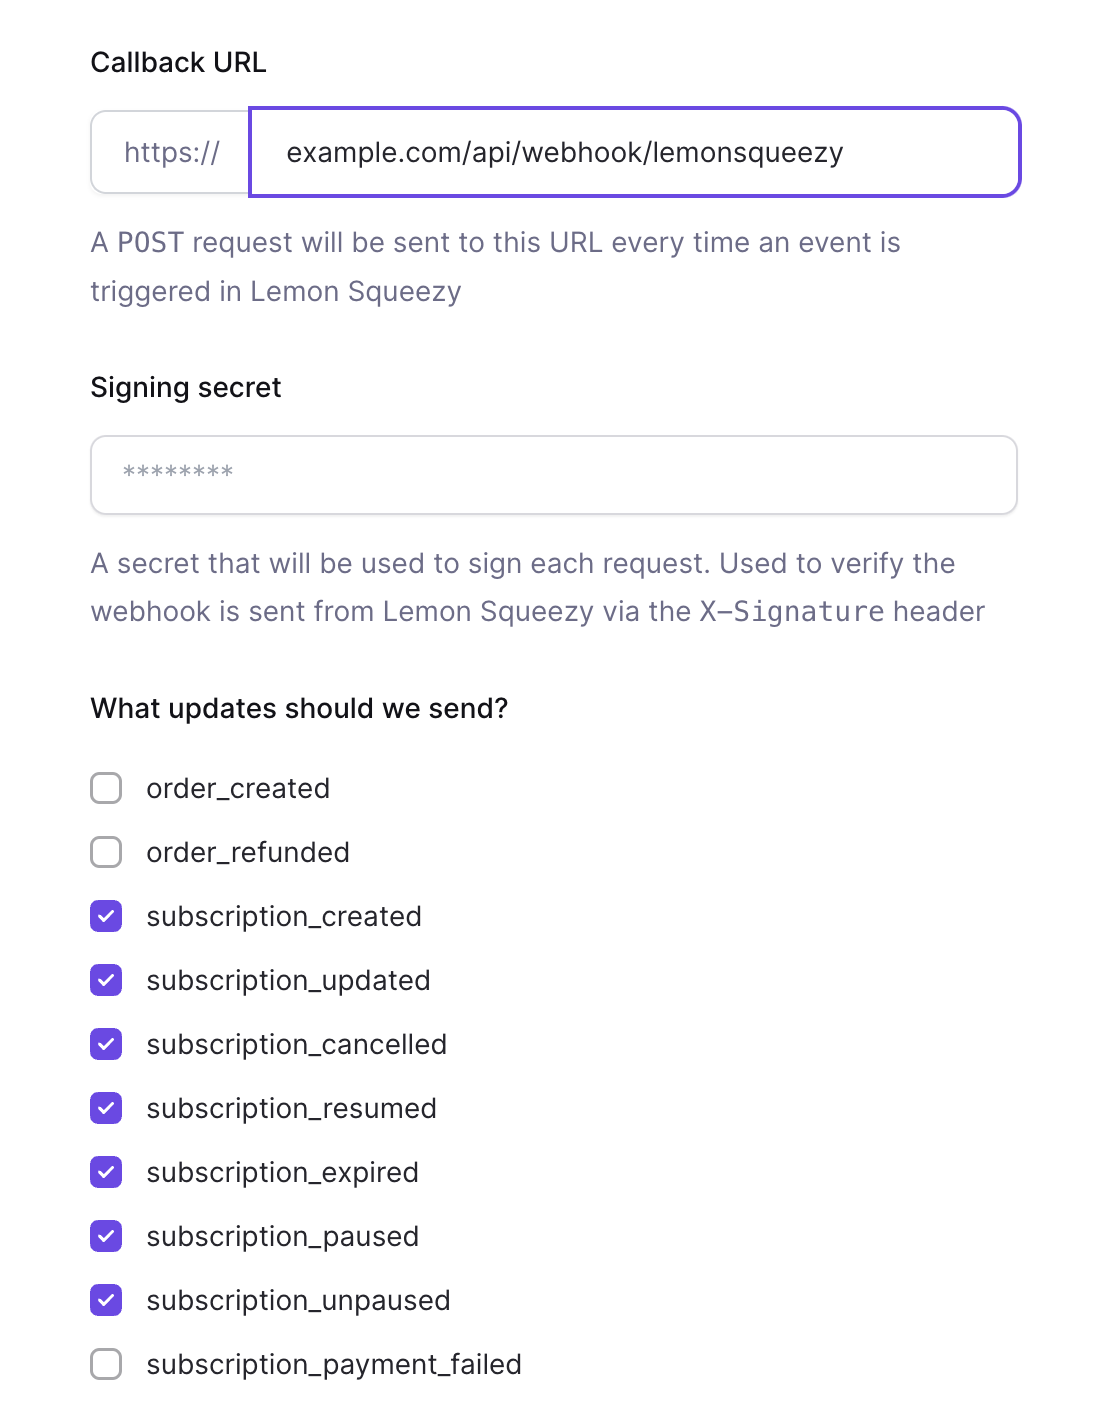 Callback URL
https:// example.com/api/webhook/lemonsqueezy
A POST request will be sent to this URL every time an event is
triggered in Lemon Squeezy
Signing secret
********
A secret that will be used to sign each request. Used to verify the
webhook is sent from Lemon Squeezy via the X-Signature header
What updates should we send?
order_created
order_refunded
subscription_created
subscription_updated
subscription_cancelled
subscription_resumed
subscription_expired
subscription_paused
subscription_unpaused
subscription_payment_failed